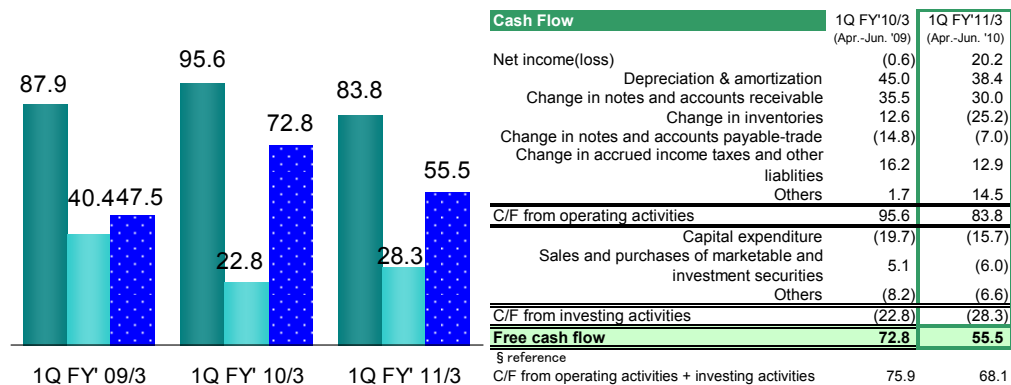 87.9
40.4
47.5
95.6
22.8
72.8
83.8
28.3
55.5
1Q FY' 09/3
1Q FY' 10/3
1Q FY' 11/3
Cash Flow 1Q FY'10/3 1Q FY'11/3
(Apr.-Jun. '09) (Apr.-Jun. '10)
Net income(loss) (0.6) 20.2
Depreciation & amortization 45.0 38.4
Change in notes and accounts receivable 35.5 30.0
Change in inventories 12.6 (25.2)
Change in notes and accounts payable-trade (14.8) (7.0)
Change in accrued income taxes and other
liablities 16.2 12.9
Others 1.7 14.5
C/F from operating activities 95.6 83.8
Capital expenditure (19.7) (15.7)
Sales and purchases of marketable and
investment securities 5.1 (6.0)
Others (8.2) (6.6)
C/F from investing activities (22.8) (28.3)
Free cash flow 72.8 55.5
§ reference
C/F from operating activities + investing activities 75.9 68.1